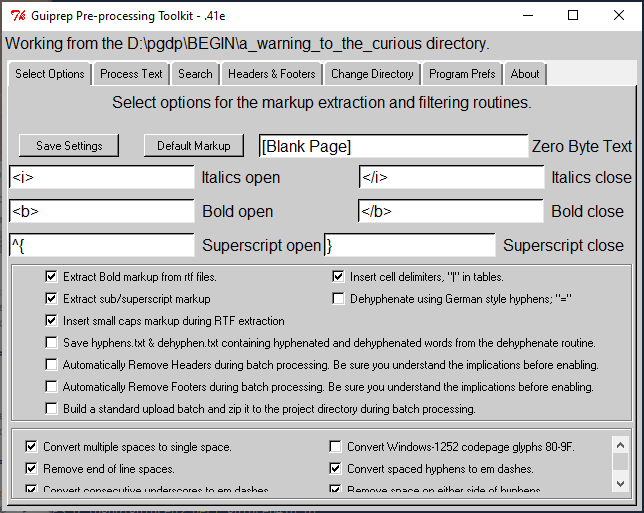 Guiprep Pre-processing Toolkit - .41e
Working from the D:\pgdp\BEGIN\a_warning_to_the_curious directory.
Select Options Process Text Search Headers & Footers Change Directory Program Prefs About
Select options for the markup extraction and filtering routines.
Save Settings Default Markup [Blank Page] Zero Byte Text
<i> Italics open </i> Italics close
<b> Bold open </b> Bold close
^{ Superscript open } Superscript close
Extract Bold markup from rtf files. Insert cell delimiters, "|" in tables.
Extract sub/superscript markup Dehyphenate using German style hyphens; "="
Insert small caps markup during RTF extraction
Save hyphens.txt & dehyphen.txt containing hyphenated and dehyphenated words from the dehyphenate routine.
Automatically Remove Headers during batch processing. Be sure you understand the implications before enabling.
Automatically Remove Footers during batch processing. Be sure you understand the implications before enabling.
Build a standard upload batch and zip it to the project directory during batch processing.
Convert multiple spaces to single space. Convert Windows-1252 codepage glyphs 80-9F.
Remove end of line spaces. Convert spaced hyphens to em dashes.
Convert consecutive underscores to em dashes Remove space on either side of hyphens